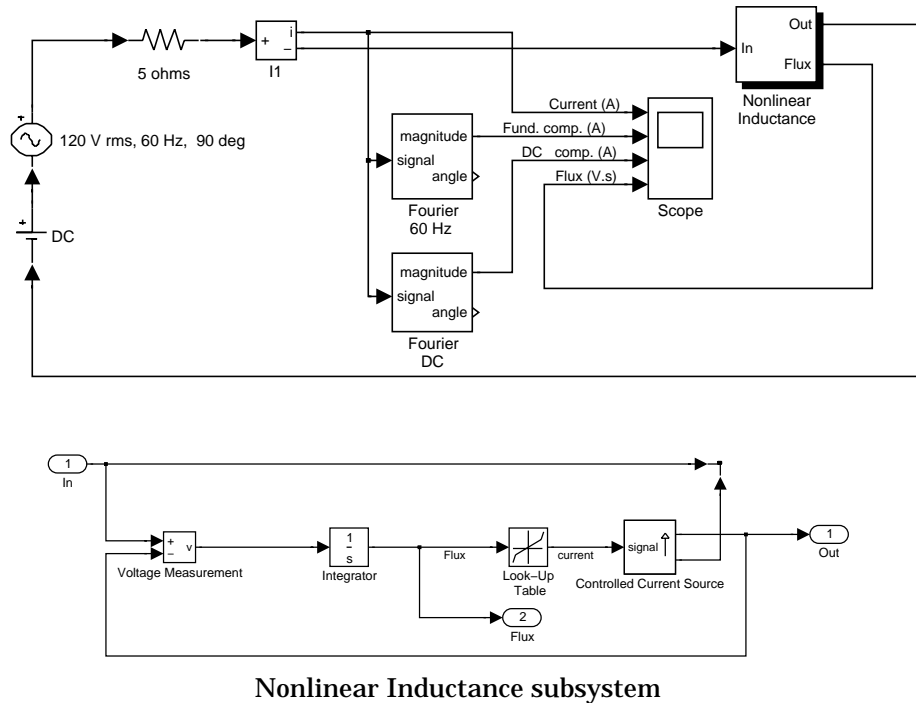 5 ohms
+
i
+
−
I1
In
Out
Flux
Nonlinear
Inductance
+
120 V rms, 60 Hz, 90 deg
+
DC
magnitude
signal
angle
Fourier
60 Hz
magnitude
signal
angle
Fourier
DC
Current (A)
Fund. comp. (A)
DC comp. (A)
Flux (V.s)
Scope
1
In
+
−
v
Voltage Measurement
1
s
Integrator
Flux
Look−Up
Table
current
signal
Controlled Current Source
1
Out
2
Flux
Nonlinear Inductance subsystem